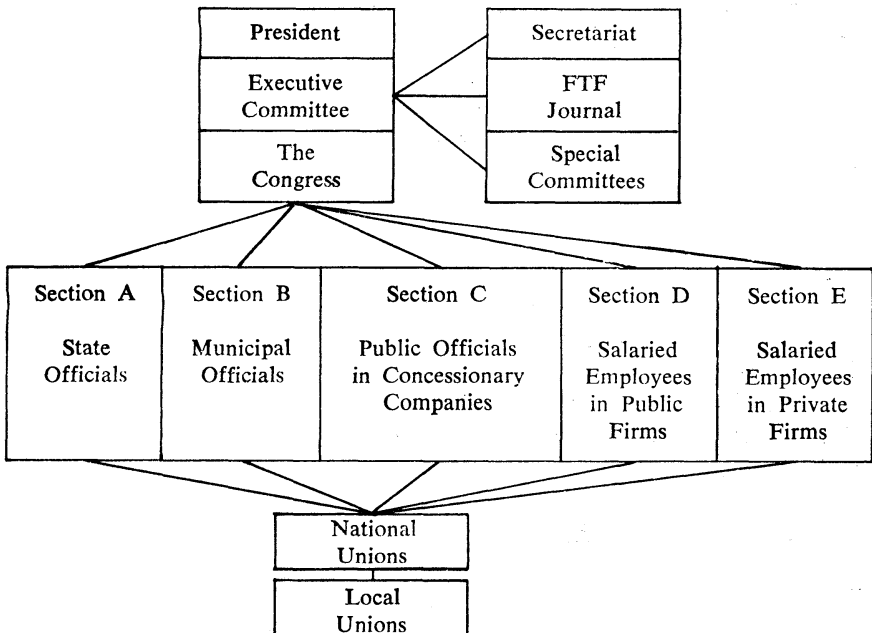 President
Executive
Committee
The
Congress
Secretariat
FTF
Journal
Special
Committees
Section A
State
Officials
Section B
Municipal
Officials
Section C
Public Officials
in Concessionary
Companies
Section D
Salaried
Employees
in Public
Firms
Section E
Salaried
Employees
in Private
Firms
National
Unions
Local
Unions